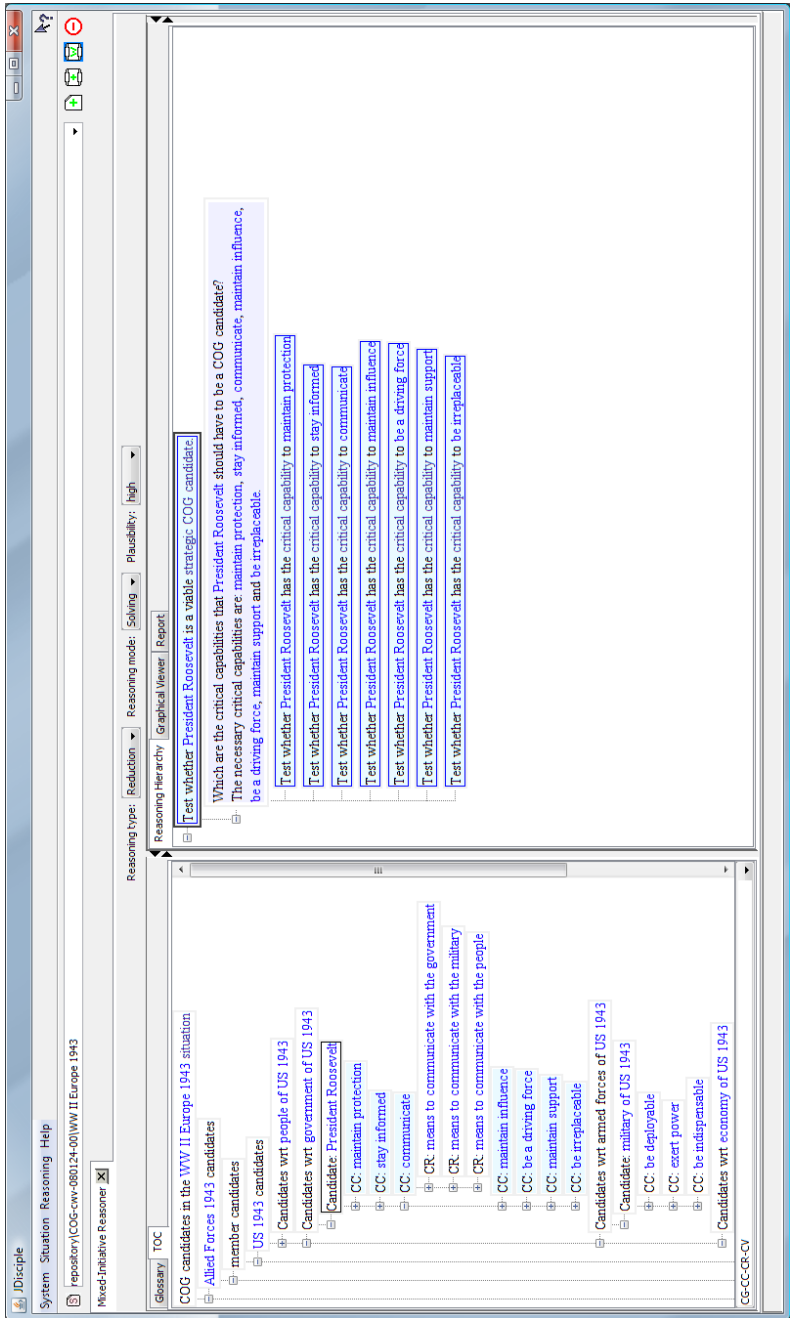 JDisciple
System Situation Reasoning Help
repository\COG-cwv-080124-00\WW II Europe 1943
Mixed-Initiative Reasoner
Reasoning type: Reduction Reasoning mode: Solving Plausibility: high
Glossary TOC
COG candidates in the WW II Europe 1943 situation
Allied Forces 1943 candidates
member candidates
US 1943 candidates
Candidates wrt people of US 1943
Candidates wrt government of US 1943
Candidate: President Roosevelt
CC: maintain protection
CC: stay informed
CC: communicate
CR: means to communicate with the government
CR: means to communicate with the military
CR: means to communicate with the people
CC: maintain influence
CC: be a driving force
CC: maintain support
CC: be irreplaceable
Candidates wrt armed forces of US 1943
Candidate: military of US 1943
CC: be deployable
CC: exert power
CC: be indispensable
Candidates wrt economy of US 1943
CG-CC-CR-CV
Reasoning Hierarchy Graphical Viewer Report
Test whether President Roosevelt is a viable strategic COG candidate.
Which are the critical capabilities that President Roosevelt should have to be a COG candidate?
The necessary critical capabilities are: maintain protection, stay informed, communicate, maintain influence,
be a driving force, maintain support and be irreplaceable.
Test whether President Roosevelt has the critical capability to maintain protection
Test whether President Roosevelt has the critical capability to stay informed
Test whether President Roosevelt has the critical capability to communicate
Test whether President Roosevelt has the critical capability to maintain influence
Test whether President Roosevelt has the critical capability to be a driving force
Test whether President Roosevelt has the critical capability to maintain support
Test whether President Roosevelt has the critical capability to be irreplaceable